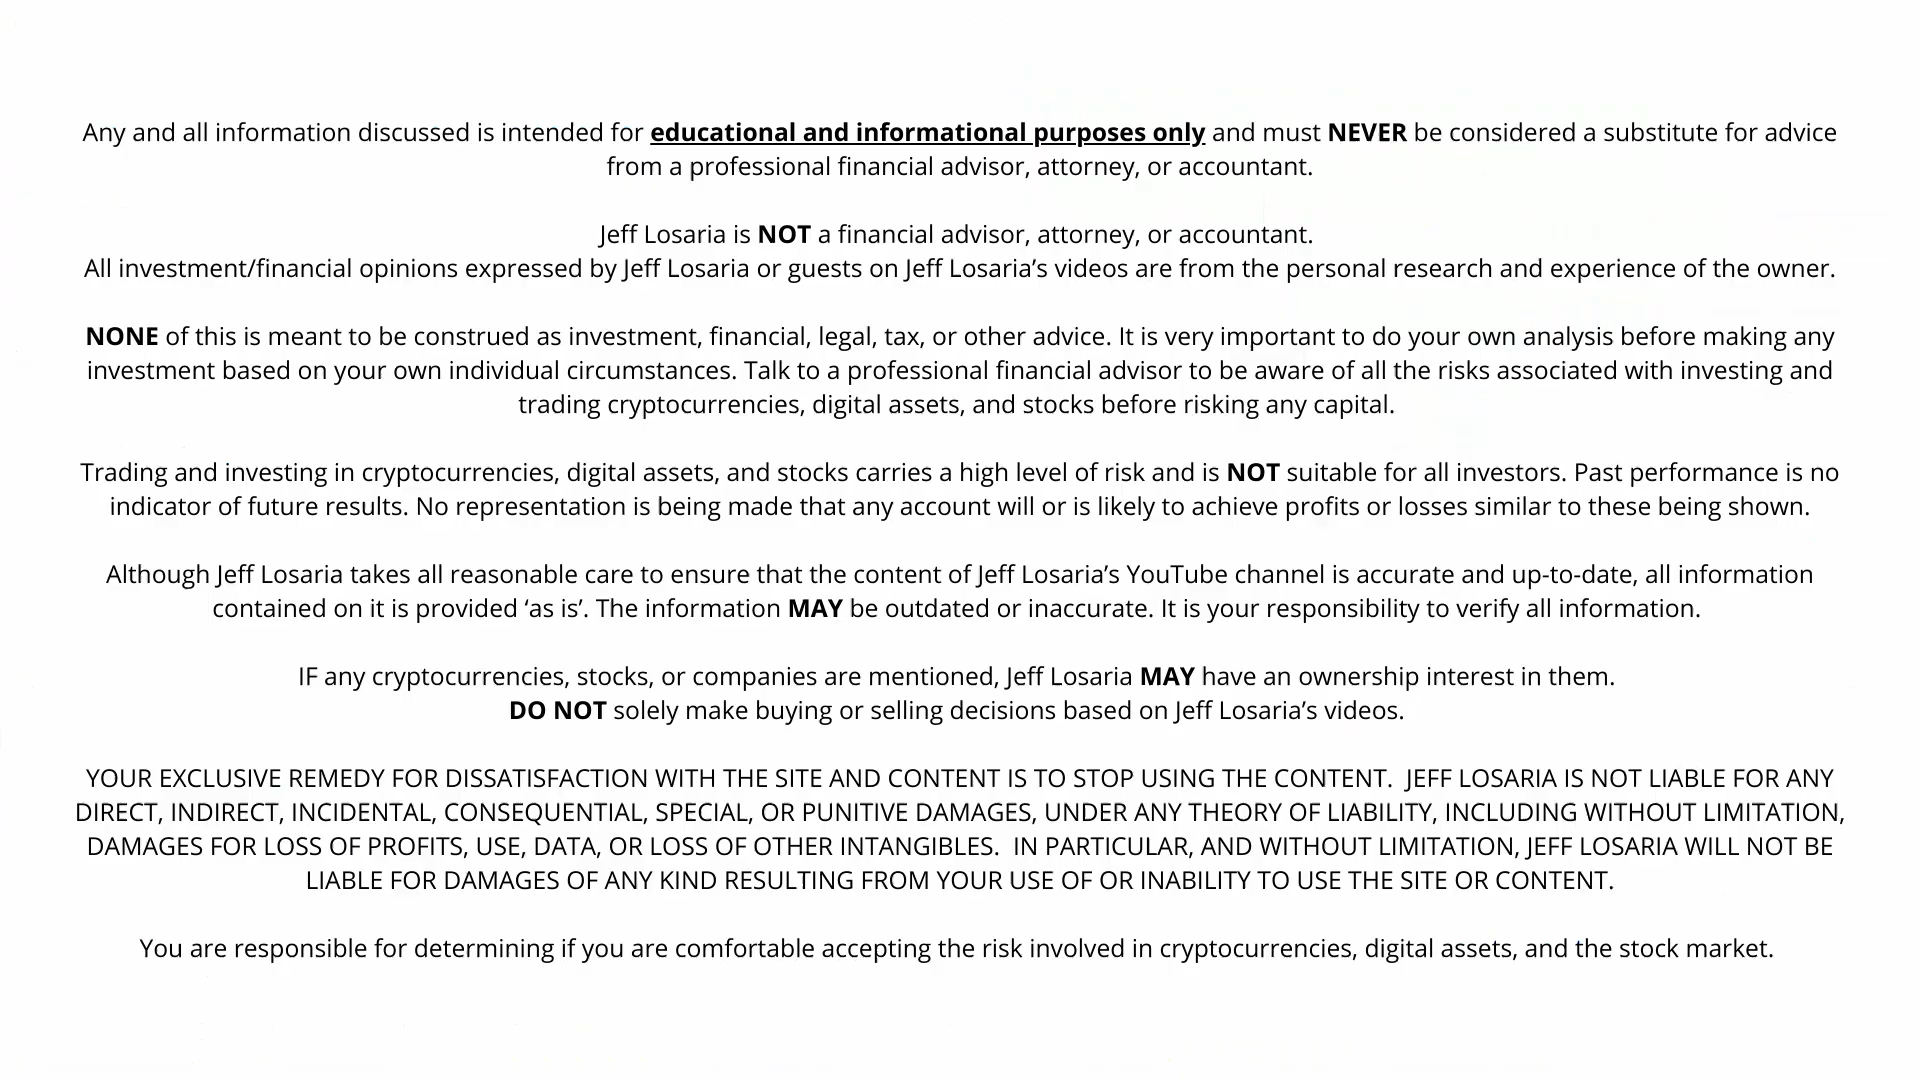 Any and all information discussed is intended for educational and informational purposes only and must NEVER be considered a substitute for advice
from a professional financial advisor, attorney, or accountant.
Jeff Losaria is NOT a financial advisor, attorney, or accountant.
All investment/financial opinions expressed by Jeff Losaria or guests on Jeff Losaria’s videos are from the personal research and experience of the owner.
NONE of this is meant to be construed as investment, financial, legal, tax, or other advice. It is very important to do your own analysis before making any
investment based on your own individual circumstances. Talk to a professional financial advisor to be aware of all the risks associated with investing and
trading cryptocurrencies, digital assets, and stocks before risking any capital.
Trading and investing in cryptocurrencies, digital assets, and stocks carries a high level of risk and is NOT suitable for all investors. Past performance is no
indicator of future results. No representation is being made that any account will or is likely to achieve profits or losses similar to these being shown.
Although Jeff Losaria takes all reasonable care to ensure that the content of Jeff Losaria’s YouTube channel is accurate and up-to-date, all information
contained on it is provided ‘as is’. The information MAY be outdated or inaccurate. It is your responsibility to verify all information.
IF any cryptocurrencies, stocks, or companies are mentioned, Jeff Losaria MAY have an ownership interest in them.
DO NOT solely make buying or selling decisions based on Jeff Losaria’s videos.
YOUR EXCLUSIVE REMEDY FOR DISSATISFACTION WITH THE SITE AND CONTENT IS TO STOP USING THE CONTENT.  JEFF LOSARIA IS NOT LIABLE FOR ANY
DIRECT, INDIRECT, INCIDENTAL, CONSEQUENTIAL, SPECIAL, OR PUNITIVE DAMAGES, UNDER ANY THEORY OF LIABILITY, INCLUDING WITHOUT LIMITATION,
DAMAGES FOR LOSS OF PROFITS, USE, DATA, OR LOSS OF OTHER INTANGIBLES.  IN PARTICULAR, AND WITHOUT LIMITATION, JEFF LOSARIA WILL NOT BE
LIABLE FOR DAMAGES OF ANY KIND RESULTING FROM YOUR USE OF OR INABILITY TO USE THE SITE OR CONTENT.
You are responsible for determining if you are comfortable accepting the risk involved in cryptocurrencies, digital assets, and the stock market.